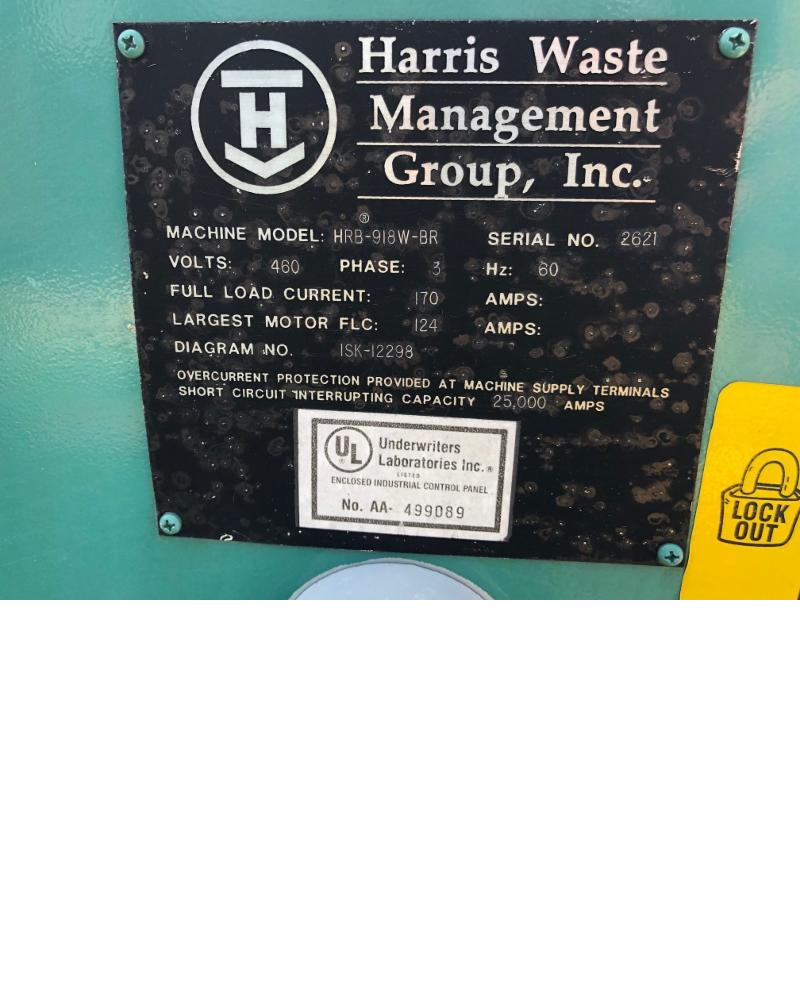 H
Harris Waste
Management
Group, Inc.
®
MACHINE MODEL: HRB-918W-BR SERIAL NO. 2621
VOLTS: 460 PHASE: 3 Hz: 60
FULL LOAD CURRENT: 170 AMPS:
LARGEST MOTOR FLC: 124 AMPS:
DIAGRAM NO. 1SK-12298
OVERCURRENT PROTECTION PROVIDED AT MACHINE SUPPLY TERMINALS
SHORT CIRCUIT INTERRUPTING CAPACITY 25,000 AMPS
UL® Underwriters
Laboratories Inc.®
LISTED
ENCLOSED INDUSTRIAL CONTROL PANEL
No. AA- 499089
LOCK
OUT